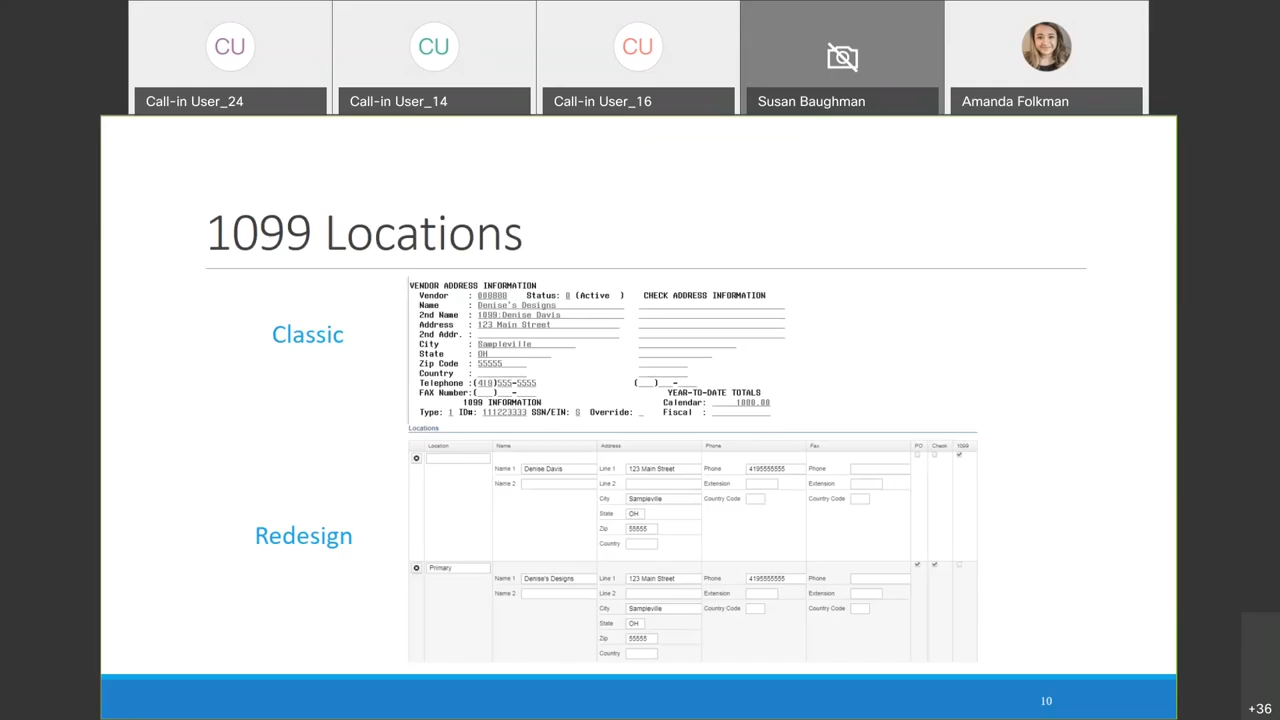 CU CU CU
Call-in User_24 Call-in User_14 Call-in User_16 Susan Baughman Amanda Folkman
1099 Locations
Classic
VENDOR ADDRESS INFORMATION
Vendor : 000808 Status: 0 (Active ) CHECK ADDRESS INFORMATION
Name : Denise's Designs
2nd Name : 1099:Denise Davis
Address : 123 Main Street
2nd Addr. :
City : Sampleville
State : OH
Zip Code : 55555
Country :
Telephone :(419)555-5555 ( )  -
FAX Number:( )  - YEAR-TO-DATE TOTALS
1099 INFORMATION Calendar: 1000.00
Type: 1 ID#: 111223333 SSN/EIN: S Override: _ Fiscal :
Locations
Location Name Address Phone Fax PO Check 1099
Name 1 Denise Davis Line 1 123 Main Street Phone 4195555555 Phone
Name 2 Line 2 Extension Extension
City Sampleville Country Code Country Code
State OH
Redesign
Zip 55555
Country
Primary
Name 1 Denise's Designs Line 1 123 Main Street Phone 4195555555 Phone
Name 2 Line 2 Extension Extension
City Sampleville Country Code Country Code
State OH
Zip 55555
Country
10
+36